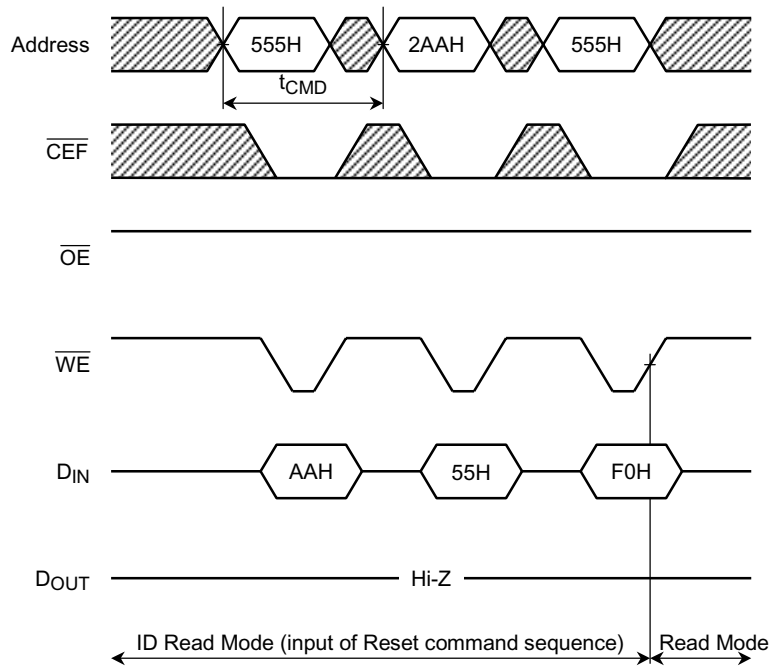 Address 555H 2AAH 555H
tCMD
CEF
OE
WE
DIN AAH 55H F0H
DOUT Hi-Z
ID Read Mode (input of Reset command sequence) Read Mode